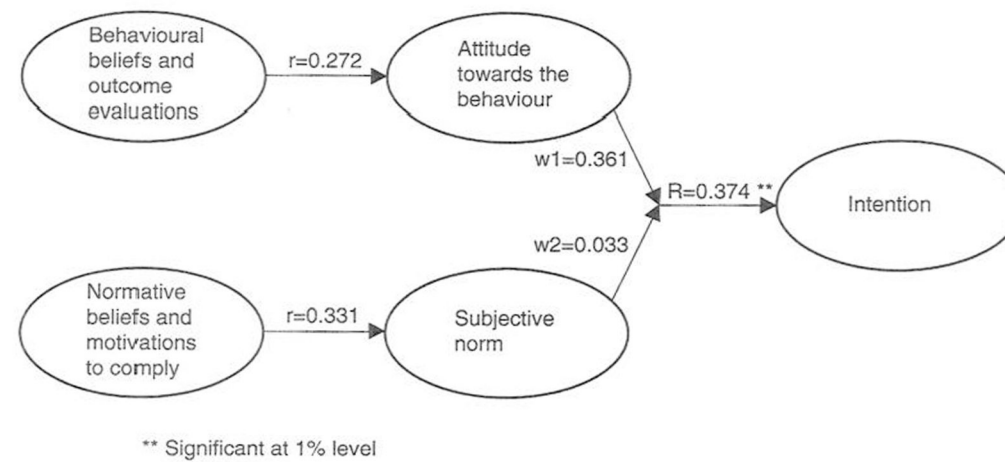 Behavioural
beliefs and
outcome
evaluations
r=0.272
Attitude
towards the
behaviour
w1=0.361
R=0.374 **
Intention
w2=0.033
Normative
beliefs and
motivations
to comply
r=0.331
Subjective
norm
** Significant at 1% level